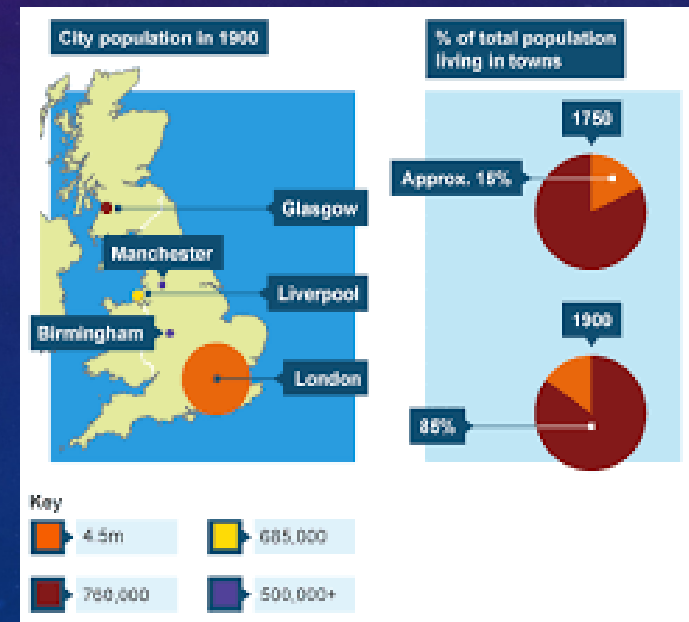 City population in 1900
% of total population
living in towns
1750
Approx. 15%
Glasgow
Manchester
Liverpool
Birmingham
London
1900
85%
Key
4.5m
685,000
760,000
500,000+